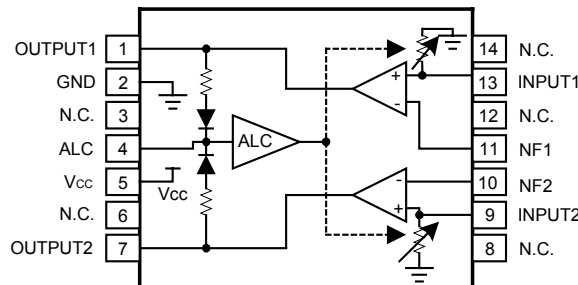 OUTPUT1 1 14 N.C.
GND 2 + 13 INPUT1
N.C. 3 - 12 N.C.
ALC 4 ALC 11 NF1
VCC 5 VCC - 10 NF2
N.C. 6 + 9 INPUT2
OUTPUT2 7 8 N.C.